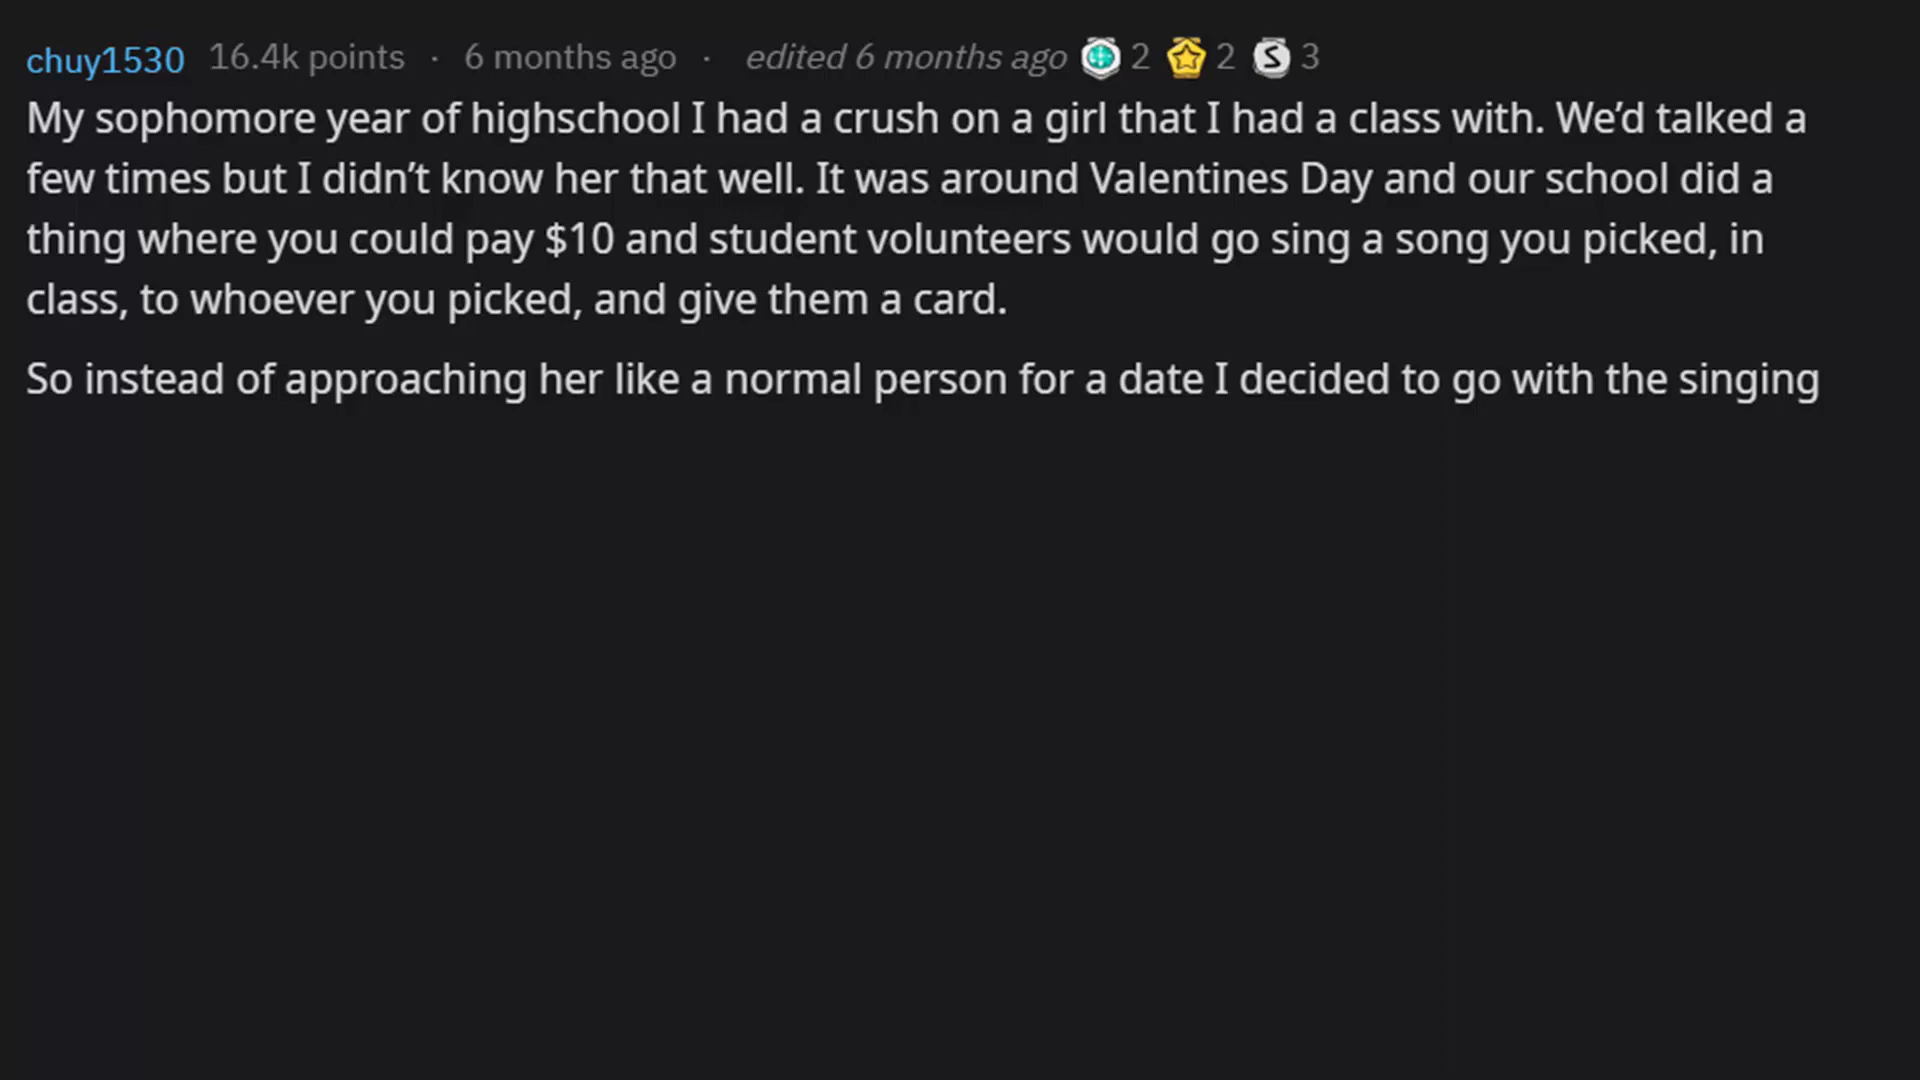 chuy1530 16.4k points · 6 months ago · edited 6 months ago 2 2 S 3
My sophomore year of highschool I had a crush on a girl that I had a class with. We’d talked a
few times but I didn’t know her that well. It was around Valentines Day and our school did a
thing where you could pay $10 and student volunteers would go sing a song you picked, in
class, to whoever you picked, and give them a card.
So instead of approaching her like a normal person for a date I decided to go with the singing